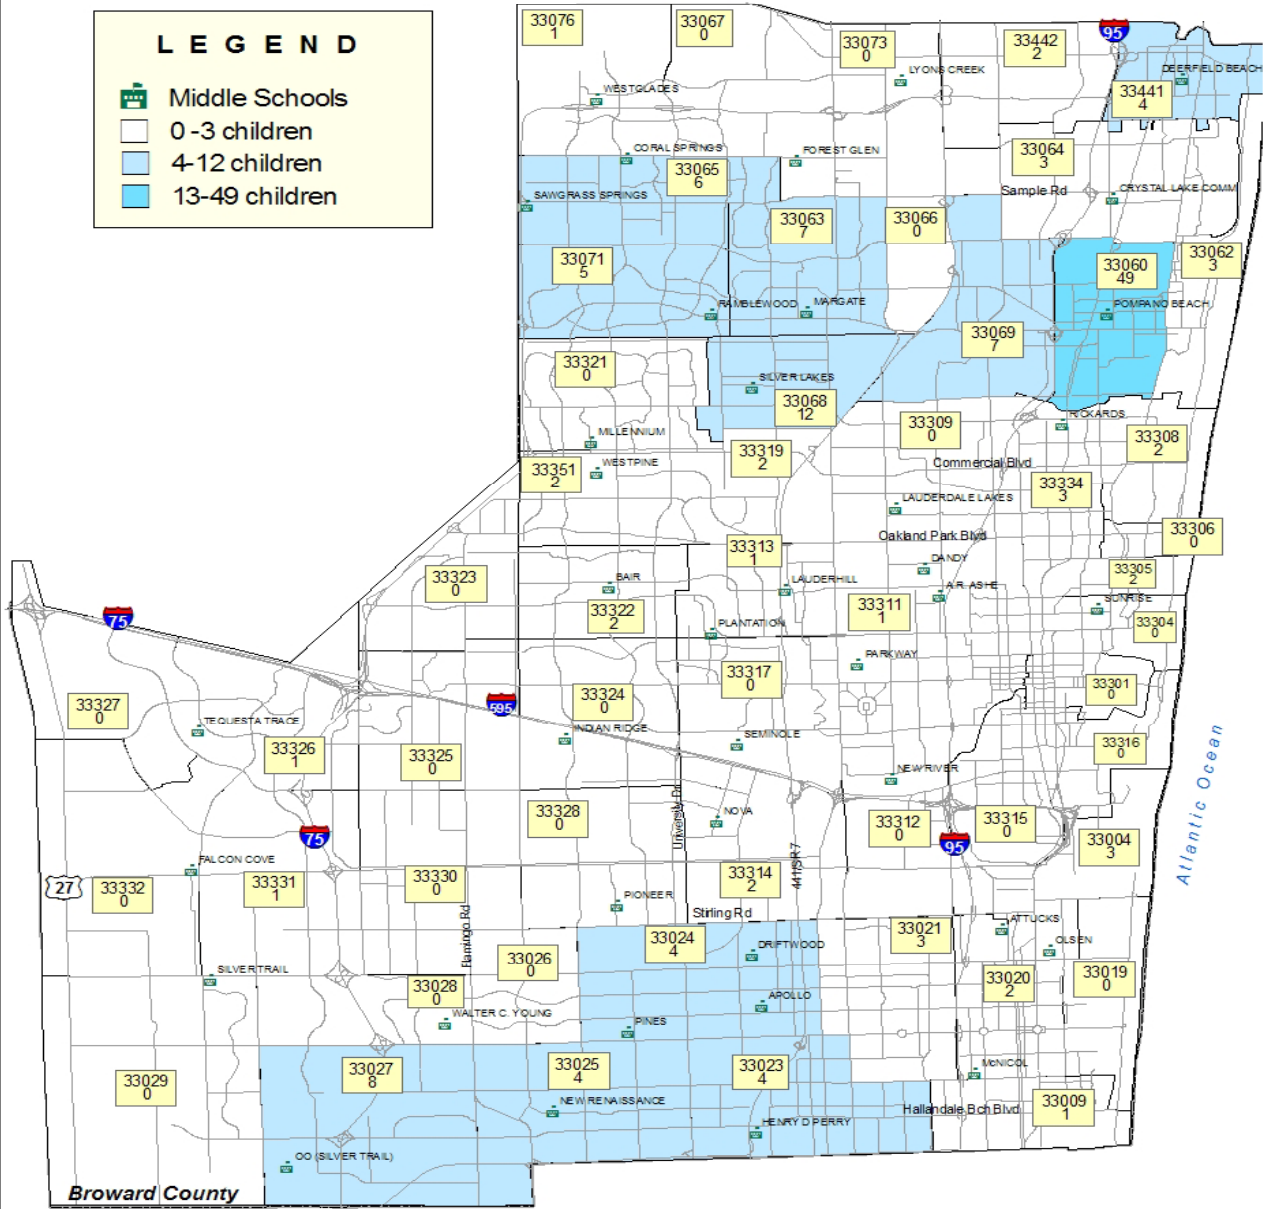 LEGEND
Middle Schools
0 -3 children
4-12 children
13-49 children
33076
1
33067
0
33073
0
33442
2
95
DEERFIELD BEACH
LYONS CREEK
WESTGLADES
33441
4
CORAL SPRINGS
FOREST GLEN
33064
3
33065
6
Sample Rd
CRYSTAL LAKE COMM
SAWGRASS SPRINGS
33063
7
33066
0
33071
5
33060
49
33062
3
RAMBLEWOOD
MARGATE
POMPANO BEACH
33069
7
33321
0
SILVER LAKES
33068
12
RICKARDS
33309
0
MILLENNIUM
33308
2
33319
2
Commercial Blvd
WESTPINE
33351
2
33334
3
LAUDERDALE LAKES
33306
0
Oakland Park Blvd
33313
1
DANDY
33305
2
33323
0
BAIR
LAUDERHILL
A.R. ASHE
SUNRISE
33322
2
33311
1
75
PLANTATION
33304
0
PARKWAY
33317
0
33301
0
33327
0
595
33324
0
TEQUESTA TRACE
INDIAN RIDGE
SEMINOLE
33316
0
33326
1
33325
0
NEW RIVER
Atlantic Ocean
University Dr
NOVA
33328
0
33312
0
33315
0
75
95
33004
3
FALCON COVE
441/SR 7
27
33332
0
33331
1
33330
0
33314
2
PIONEER
Stirling Rd
ATTUCKS
33021
3
Flamingo Rd
33024
4
DRIFTWOOD
OLSEN
33026
0
SILVER TRAIL
33020
2
33019
0
33028
0
APOLLO
WALTER C. YOUNG
PINES
McNICOL
33027
8
33025
4
33023
4
33029
0
NEW RENAISSANCE
Hallandale Bch Blvd
33009
1
HENRY D PERRY
OO (SILVER TRAIL)
Broward County